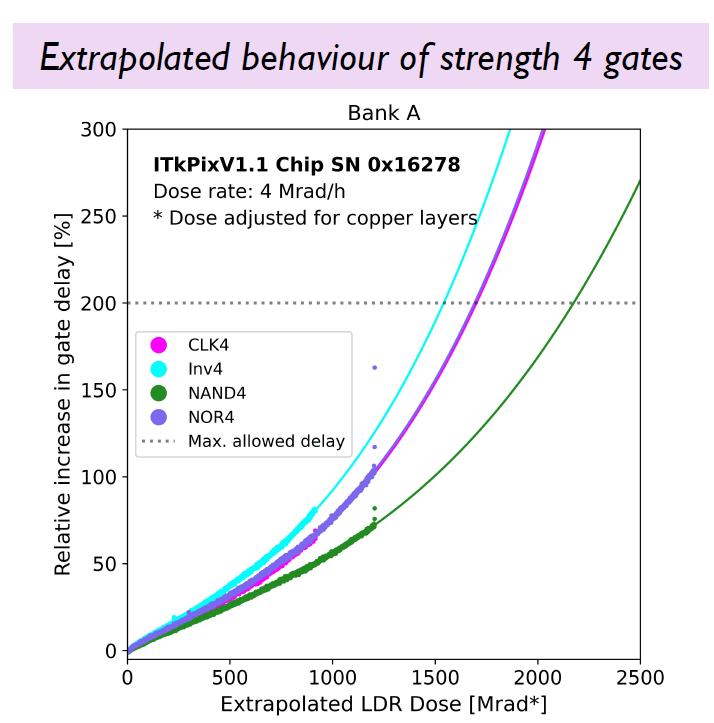 Extrapolated behaviour of strength 4 gates
Bank A
ITkPixV1.1 Chip SN 0x16278
Dose rate: 4 Mrad/h
* Dose adjusted for copper layers
Relative increase in gate delay [%]
300
250
200
150
100
50
0
CLK4
Inv4
NAND4
NOR4
Max. allowed delay
0 500 1000 1500 2000 2500
Extrapolated LDR Dose [Mrad*]